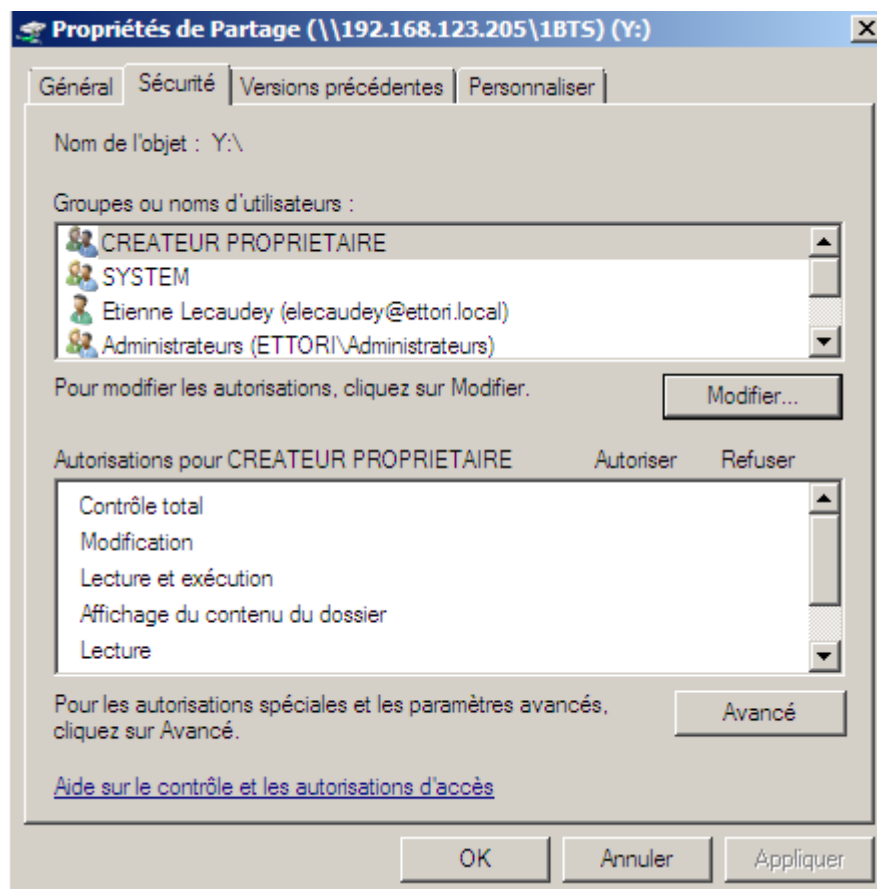 Propriétés de Partage (\\192.168.123.205\1BTS) (Y:)
Général Sécurité Versions précédentes Personnaliser
Nom de l'objet : Y:\
Groupes ou noms d'utilisateurs :
CREATEUR PROPRIETAIRE
SYSTEM
Etienne Lecaudey (elecaudey@ettori.local)
Administrateurs (ETTORI\Administrateurs)
Pour modifier les autorisations, cliquez sur Modifier.
Modifier...
Autorisations pour CREATEUR PROPRIETAIRE Autoriser Refuser
Contrôle total
Modification
Lecture et exécution
Affichage du contenu du dossier
Lecture
Pour les autorisations spéciales et les paramètres avancés,
cliquez sur Avancé.
Avancé
Aide sur le contrôle et les autorisations d'accès
OK Annuler Appliquer